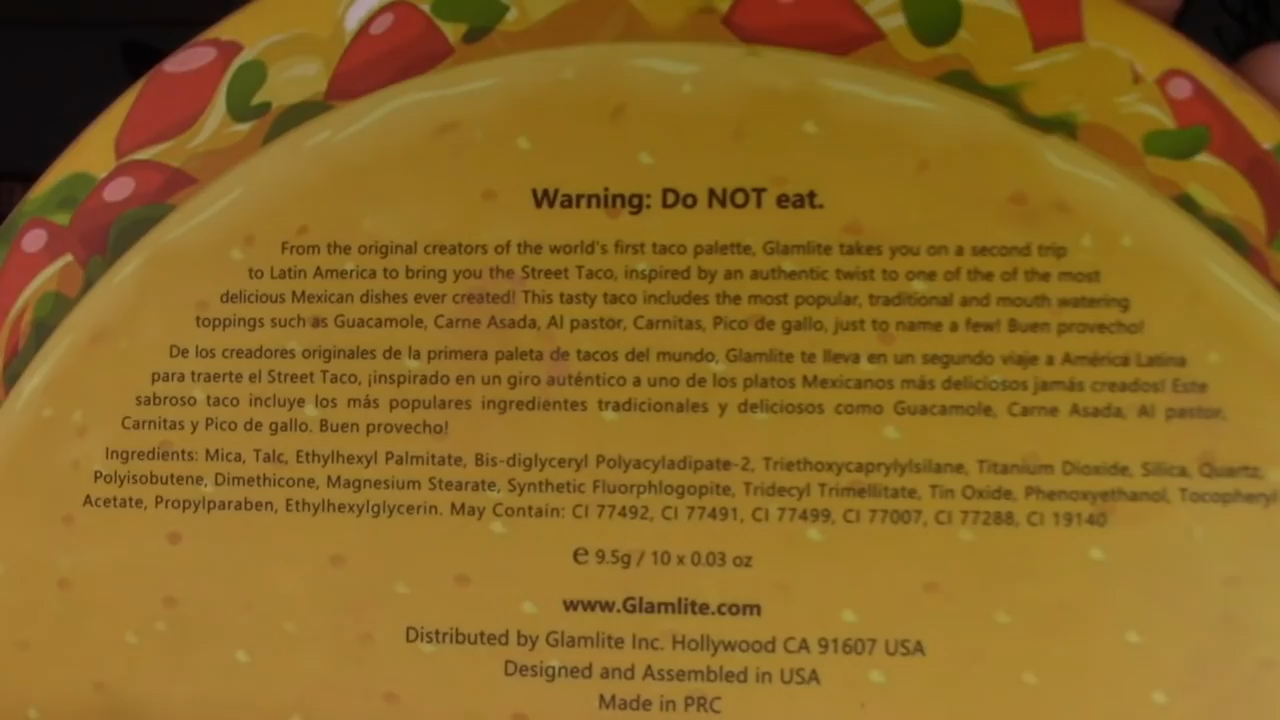 Warning: Do NOT eat.
From the original creators of the world's first taco palette, Glamlite takes you on a second trip
to Latin America to bring you the Street Taco, inspired by an authentic twist to one of the of the most
delicious Mexican dishes ever created! This tasty taco includes the most popular, traditional and mouth watering
toppings such as Guacamole, Carne Asada, Al pastor, Carnitas, Pico de gallo, just to name a few! Buen provecho!
De los creadores originales de la primera paleta de tacos del mundo, Glamlite te lleva en un segundo viaje a América Latina
para traerte el Street Taco, ¡inspirado en un giro auténtico a uno de los platos Mexicanos más deliciosos jamás creados! Este
sabroso taco incluye los más populares ingredientes tradicionales y deliciosos como Guacamole, Carne Asada, Al pastor,
Carnitas y Pico de gallo. Buen provecho!
Ingredients: Mica, Talc, Ethylhexyl Palmitate, Bis-diglyceryl Polyacyladipate-2, Triethoxycaprylylsilane, Titanium Dioxide, Silica, Quartz,
Polyisobutene, Dimethicone, Magnesium Stearate, Synthetic Fluorphlogopite, Tridecyl Trimellitate, Tin Oxide, Phenoxyethanol, Tocopheryl
Acetate, Propylparaben, Ethylhexylglycerin. May Contain: CI 77492, CI 77491, CI 77499, CI 77007, CI 77288, CI 19140
e 9.5g / 10 x 0.03 oz
www.Glamlite.com
Distributed by Glamlite Inc. Hollywood CA 91607 USA
Designed and Assembled in USA
Made in PRC